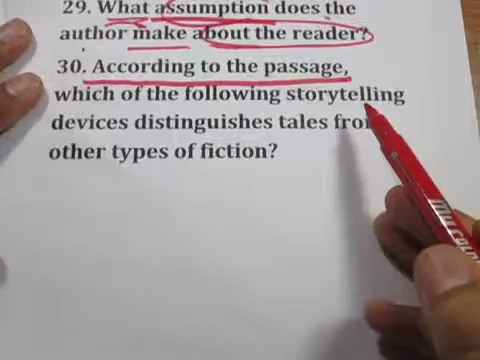 29. What assumption does the
author make about the reader?
30. According to the passage,
which of the following storytelling
devices distinguishes tales
other types of fiction?